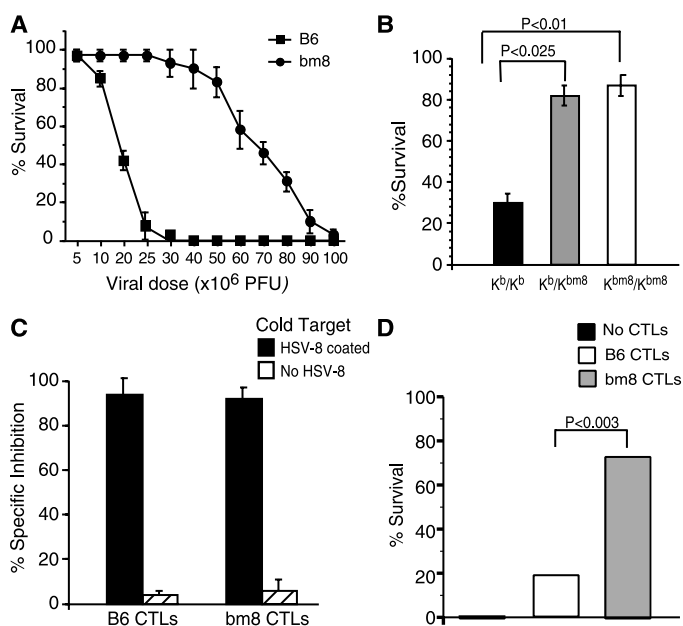 A
B6
bm8
% Survival
100
80
60
40
20
0
5 10 20 25 30 40 50 60 70 80 90 100
Viral dose (x10⁶ PFU)
B
P<0.01
P<0.025
%Survival
100
80
60
40
20
0
Kᵇ/Kᵇ Kᵇ/Kᵇᵐ⁸ Kᵇᵐ⁸/Kᵇᵐ⁸
C
Cold Target
HSV-8 coated
No HSV-8
% Specific Inhibition
100
80
60
40
20
0
B6 CTLs bm8 CTLs
D
No CTLs
B6 CTLs
bm8 CTLs
P<0.003
% Survival
100
80
60
40
20
0